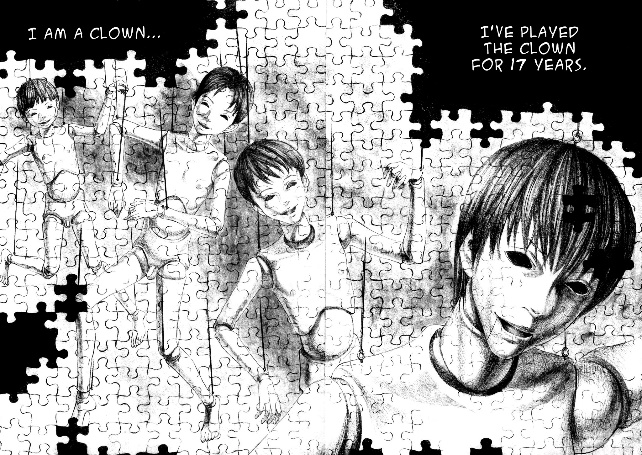 I AM A CLOWN...
I'VE PLAYED
THE CLOWN
FOR 17 YEARS.